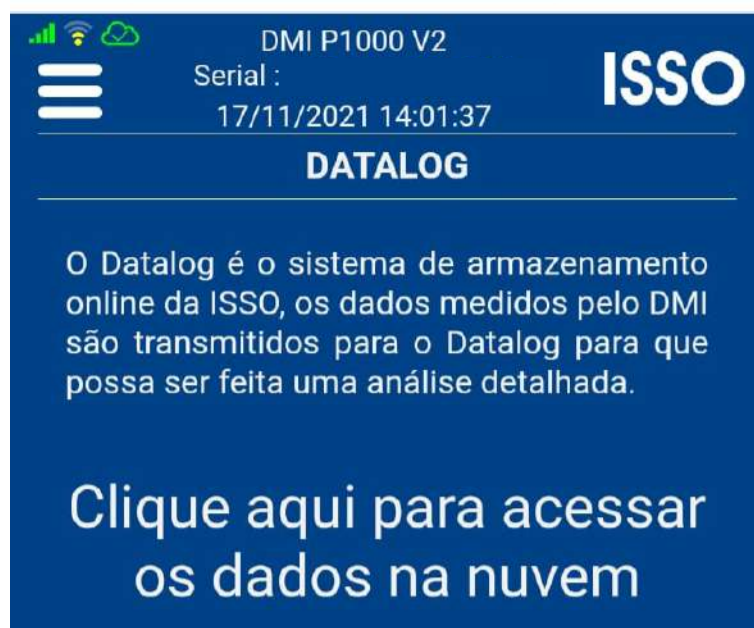 DMI P1000 V2
Serial :
ISSO
17/11/2021 14:01:37
DATALOG
O Datalog é o sistema de armazenamento
online da ISSO, os dados medidos pelo DMI
são transmitidos para o Datalog para que
possa ser feita uma análise detalhada.
Clique aqui para acessar
os dados na nuvem